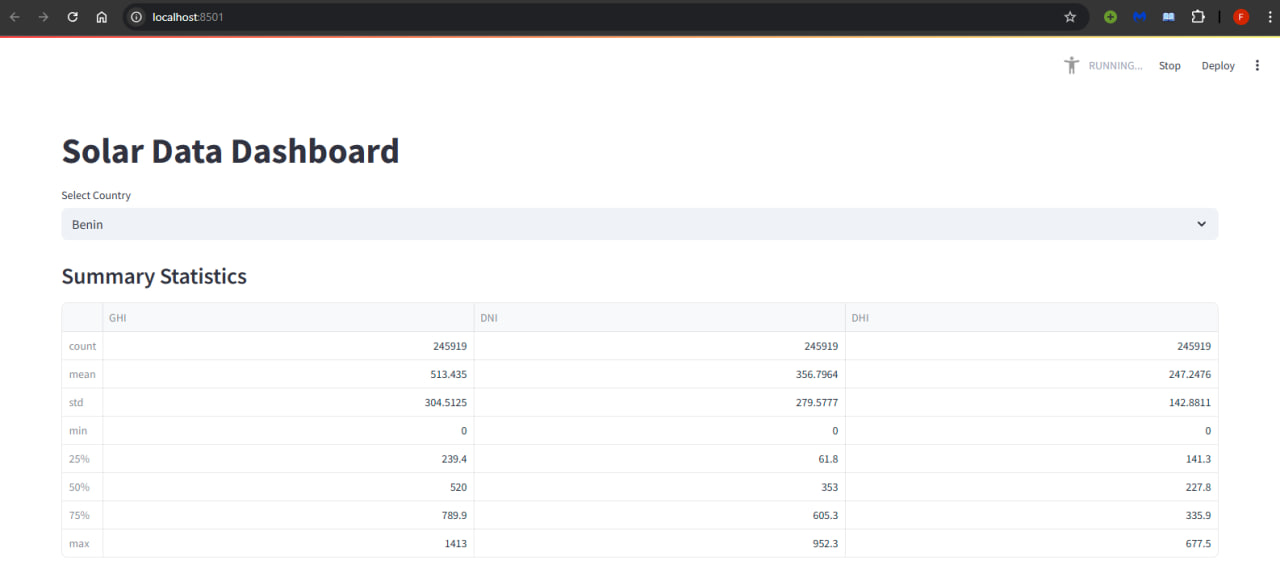 localhost:8501
F
RUNNING... Stop Deploy
Solar Data Dashboard
Select Country
Benin
Summary Statistics
GHI DNI DHI
count 245919 245919 245919
mean 513.435 356.7964 247.2476
std 304.5125 279.5777 142.8811
min 0 0 0
25% 239.4 61.8 141.3
50% 520 353 227.8
75% 789.9 605.3 335.9
max 1413 952.3 677.5